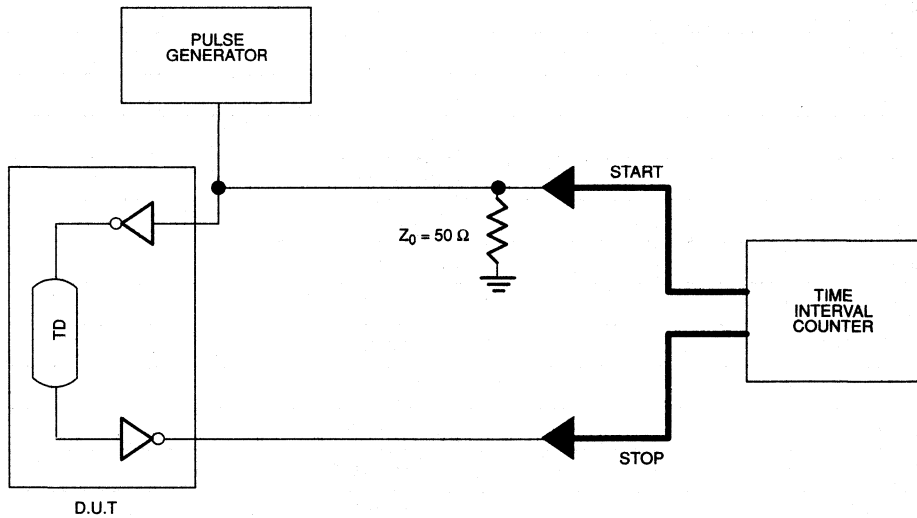 PULSE
GENERATOR
START
Z0 = 50 Ω
TIME
INTERVAL
COUNTER
TD
STOP
D.U.T